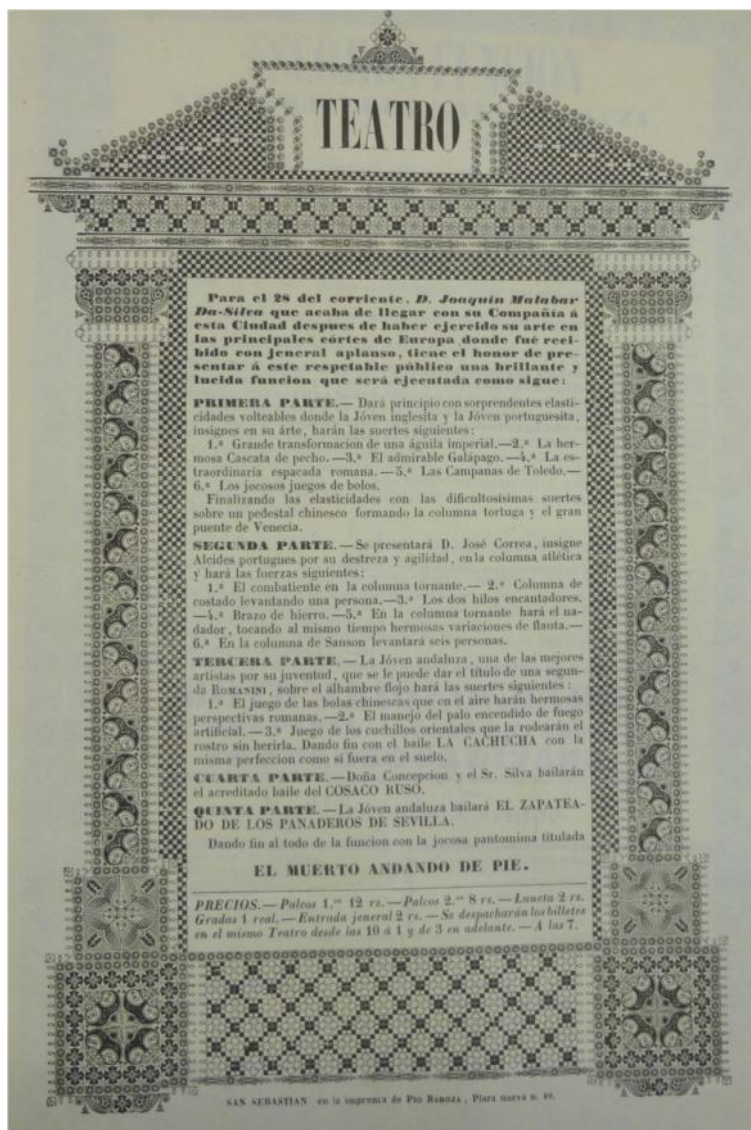 TEATRO
Para el 28 del corriente, D. Joaquin Malabar
Da-Silva que acaba de llegar con su Compañía á
esta Ciudad despues de haber ejercido su arte en
las principales córtes de Europa donde fué reci-
bido con jeneral aplauso, tiene el honor de pre-
sentar á este respetable público una brillante y
lucida funcion que será ejecutada como sigue:
PRIMERA PARTE.—Dará principio con sorprendentes elasti-
cidades volteables donde la Jóven inglesita y la Jóven portuguesita,
insignes en su árte, harán las suertes siguientes:
1.ª Grande transformacion de una águila imperial.—2.ª La her-
mosa Cascata de pecho.—3.ª El admirable Galápago.—4.ª La es-
traordinaria espacada romana.—5.ª Las Campanas de Toledo.—
6.ª Los jocosos juegos de bolos.
Finalizando las elasticidades con las dificultosisimas suertes
sobre un pedestal chinesco formando la columna tortuga y el gran
puente de Venecia.
SEGUNDA PARTE.—Se presentará D. José Correa, insigne
Alcides portugues por su destreza y agilidad, en la columna atlética
y hará las fuerzas siguientes:
1.ª El combatiente en la columna tornante.—2.ª Columna de
costado levantando una persona.—3.ª Los dos hilos encantadores.
—4.ª Brazo de hierro.—5.ª En la columna tornante hará el na-
dador, tocando al mismo tiempo hermosas variaciones de flauta.—
6.ª En la columna de Sanson levantará seis personas.
TERCERA PARTE.—La Jóven andaluza, una de las mejores
artistas por su juventud, que se le puede dar el título de una segun-
da ROMANINI, sobre el alhambre flojo hará las suertes siguientes:
1.ª El juego de las bolas chinescas que en el aire harán hermosas
perspectivas romanas.—2.ª El manejo del palo encendido de fuego
artificial.—3.ª Juego de los cuchillos orientales que la rodearán el
rostro sin herirla. Dando fin con el baile LA CACHUCHA con la
misma perfeccion como si fuera en el suelo.
CUARTA PARTE.—Doña Concepcion y el Sr. Silva bailarán
el acreditado baile del COSACO RUSO.
QUINTA PARTE.—La Jóven andaluza bailará EL ZAPATEA-
DO DE LOS PANADEROS DE SEVILLA.
Dando fin al todo de la funcion con la jocosa pantomima titulada
EL MUERTO ANDANDO DE PIE.
PRECIOS.—Palcos 1.ºˢ 12 rs.—Palcos 2.ºˢ 8 rs.—Luneta 2 rs.
Gradas 1 real.—Entrada jeneral 2 rs.—Se despacharán los billetes
en el mismo Teatro desde las 10 á 1 y de 3 en adelante.—A las 7.
SAN SEBASTIAN en la imprenta de PIO BAROJA, Plaza nueva n. 10.